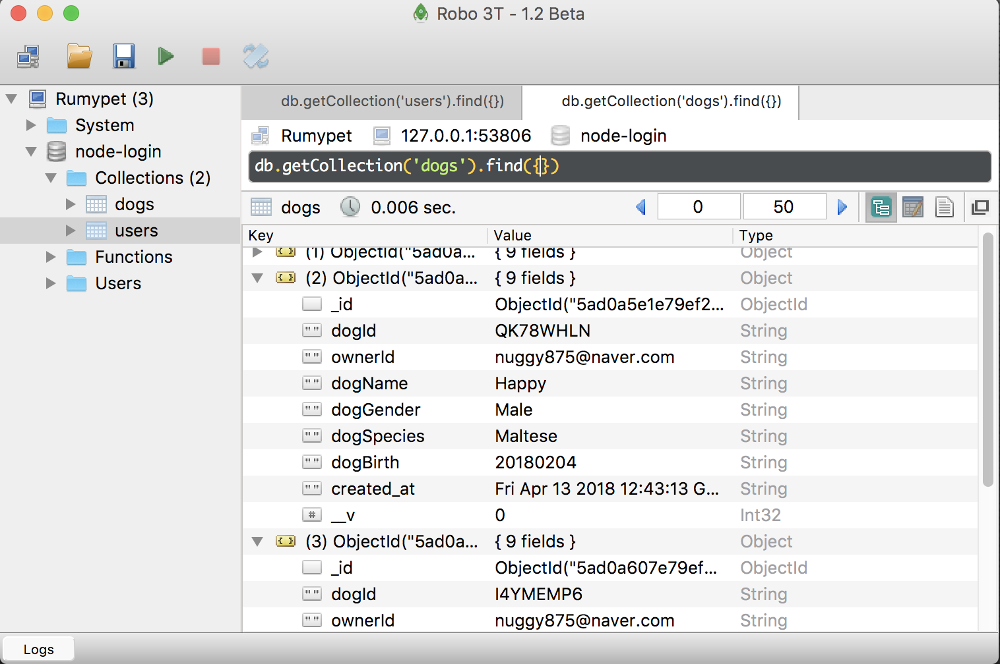 Robo 3T - 1.2 Beta
Rumypet (3)
System
node-login
Collections (2)
dogs
users
Functions
Users
db.getCollection('users').find({})
db.getCollection('dogs').find({})
Rumypet 127.0.0.1:53806 node-login
db.getCollection('dogs').find({})
dogs 0.006 sec. 0 50
Key Value Type
(1) ObjectId("5ad0a... { 9 fields } Object
(2) ObjectId("5ad0a... { 9 fields } Object
_id ObjectId("5ad0a5e1e79ef2... ObjectId
dogId QK78WHLN String
ownerId nuggy875@naver.com String
dogName Happy String
dogGender Male String
dogSpecies Maltese String
dogBirth 20180204 String
created_at Fri Apr 13 2018 12:43:13 G... String
__v 0 Int32
(3) ObjectId("5ad0a... { 9 fields } Object
_id ObjectId("5ad0a607e79ef... ObjectId
dogId I4YMEMP6 String
ownerId nuggy875@naver.com String
Logs